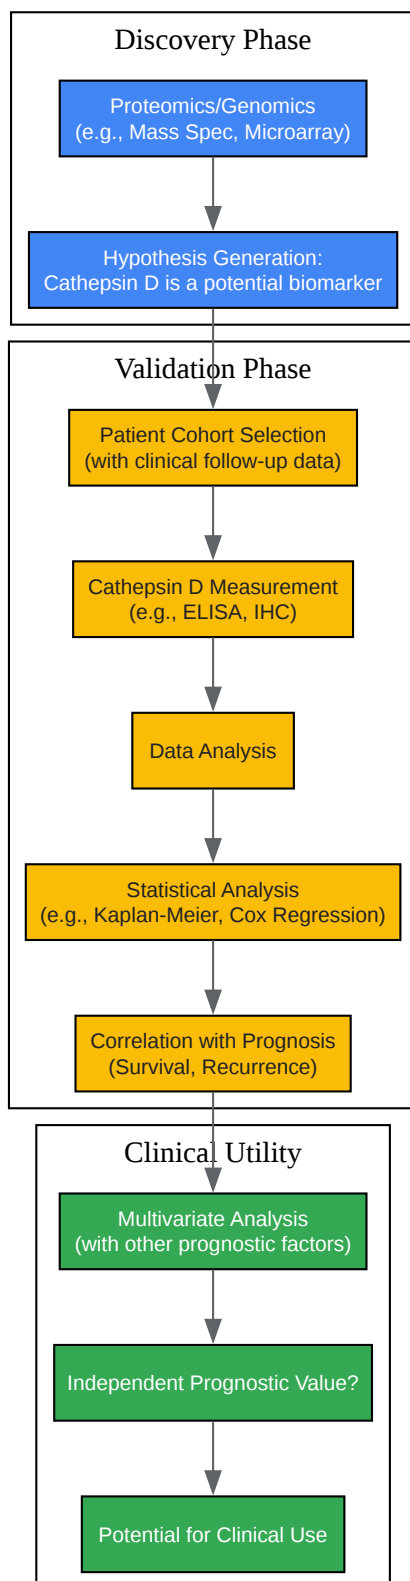 Discovery Phase
Proteomics/Genomics
(e.g., Mass Spec, Microarray)
Hypothesis Generation:
Cathepsin D is a potential biomarker
Validation Phase
Patient Cohort Selection
(with clinical follow-up data)
Cathepsin D Measurement
(e.g., ELISA, IHC)
Data Analysis
Statistical Analysis
(e.g., Kaplan-Meier, Cox Regression)
Correlation with Prognosis
(Survival, Recurrence)
Clinical Utility
Multivariate Analysis
(with other prognostic factors)
Independent Prognostic Value?
Potential for Clinical Use